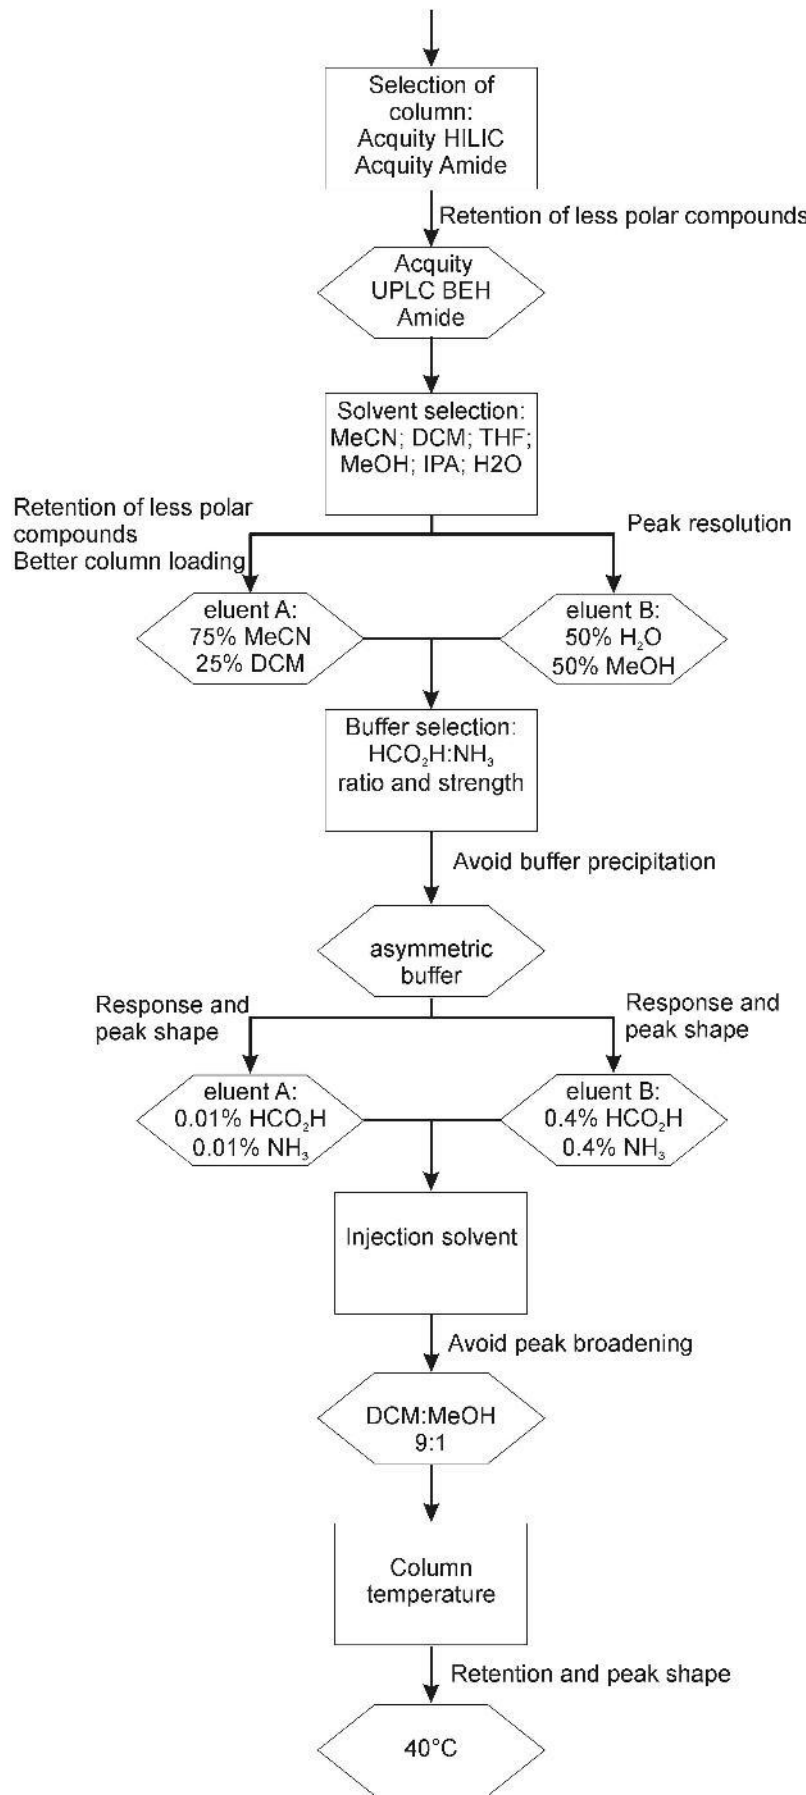 Selection of
column:
Acquity HILIC
Acquity Amide
Retention of less polar compounds
Acquity
UPLC BEH
Amide
Solvent selection:
MeCN; DCM; THF;
MeOH; IPA; H2O
Retention of less polar
compounds
Better column loading
Peak resolution
eluent A:
75% MeCN
25% DCM
eluent B:
50% H₂O
50% MeOH
Buffer selection:
HCO₂H:NH₃
ratio and strength
Avoid buffer precipitation
asymmetric
buffer
Response and
peak shape
Response and
peak shape
eluent A:
0.01% HCO₂H
0.01% NH₃
eluent B:
0.4% HCO₂H
0.4% NH₃
Injection solvent
Avoid peak broadening
DCM:MeOH
9:1
Column
temperature
Retention and peak shape
40°C